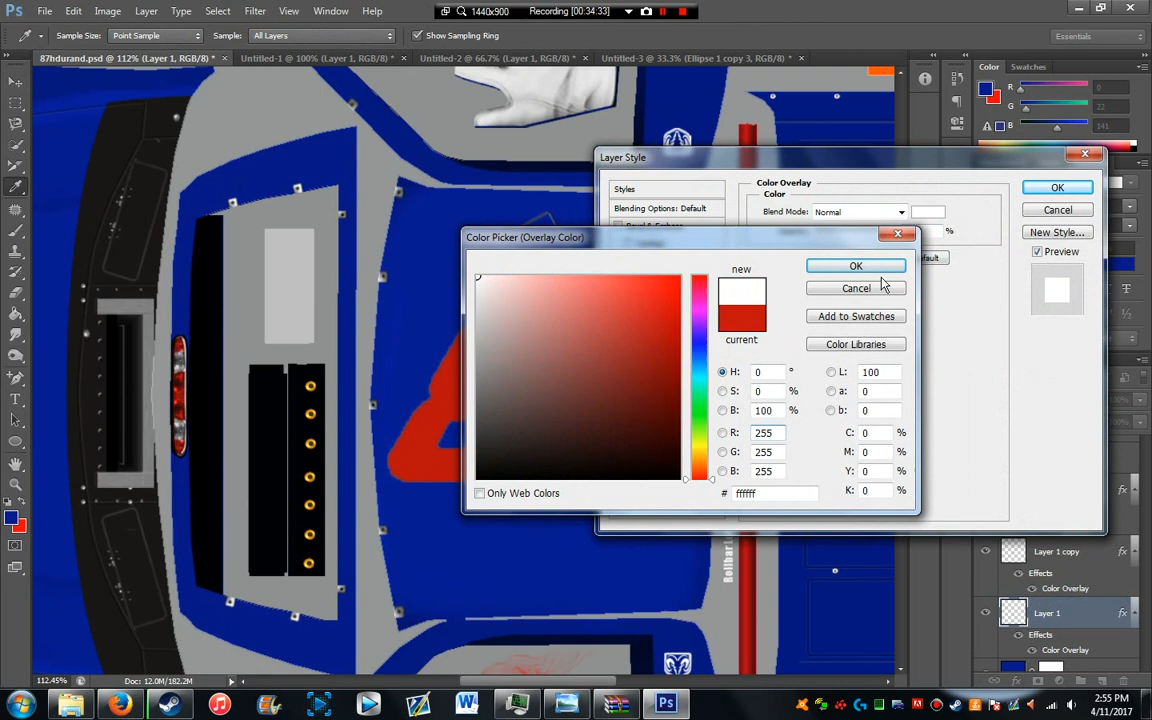 Ps File Edit Image Layer Type Select Filter View Window Help
1440x900 Recording [00:34:33]
Sample Size: Point Sample Sample: All Layers Show Sampling Ring Essentials
87hdurand.psd @ 112% (Layer 1, RGB/8) * × Untitled-1 @ 100% (Layer 1, RGB/8) * × Untitled-2 @ 66.7% (Layer 1, RGB/8) * × Untitled-3 @ 33.3% (Ellipse 1 copy 3, RGB/8) * ×
Color Swatches
R 0
G 22
B 141
Layer Style
Styles
Blending Options: Default
Color Overlay
Color
Blend Mode: Normal
%
OK
Cancel
New Style...
Preview
Color Picker (Overlay Color)
new
current
OK
Cancel
Add to Swatches
Color Libraries
H: 0 °
S: 0 %
B: 100 %
R: 255
G: 255
B: 255
L: 100
a: 0
b: 0
C: 0 %
M: 0 %
Y: 0 %
K: 0 %
# ffffff
Only Web Colors
Layer 1 copy
Effects
Color Overlay
Layer 1 fx
Effects
Color Overlay
112.45% Doc: 12.0M/182.2M
2:55 PM
4/11/2017